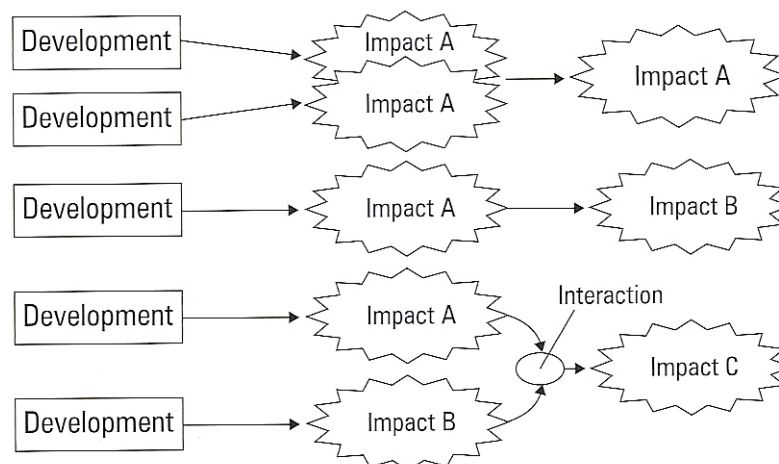 Development
Impact A
Impact A
Development
Impact A
Development
Impact A
Impact B
Interaction
Development
Impact A
Impact C
Development
Impact B